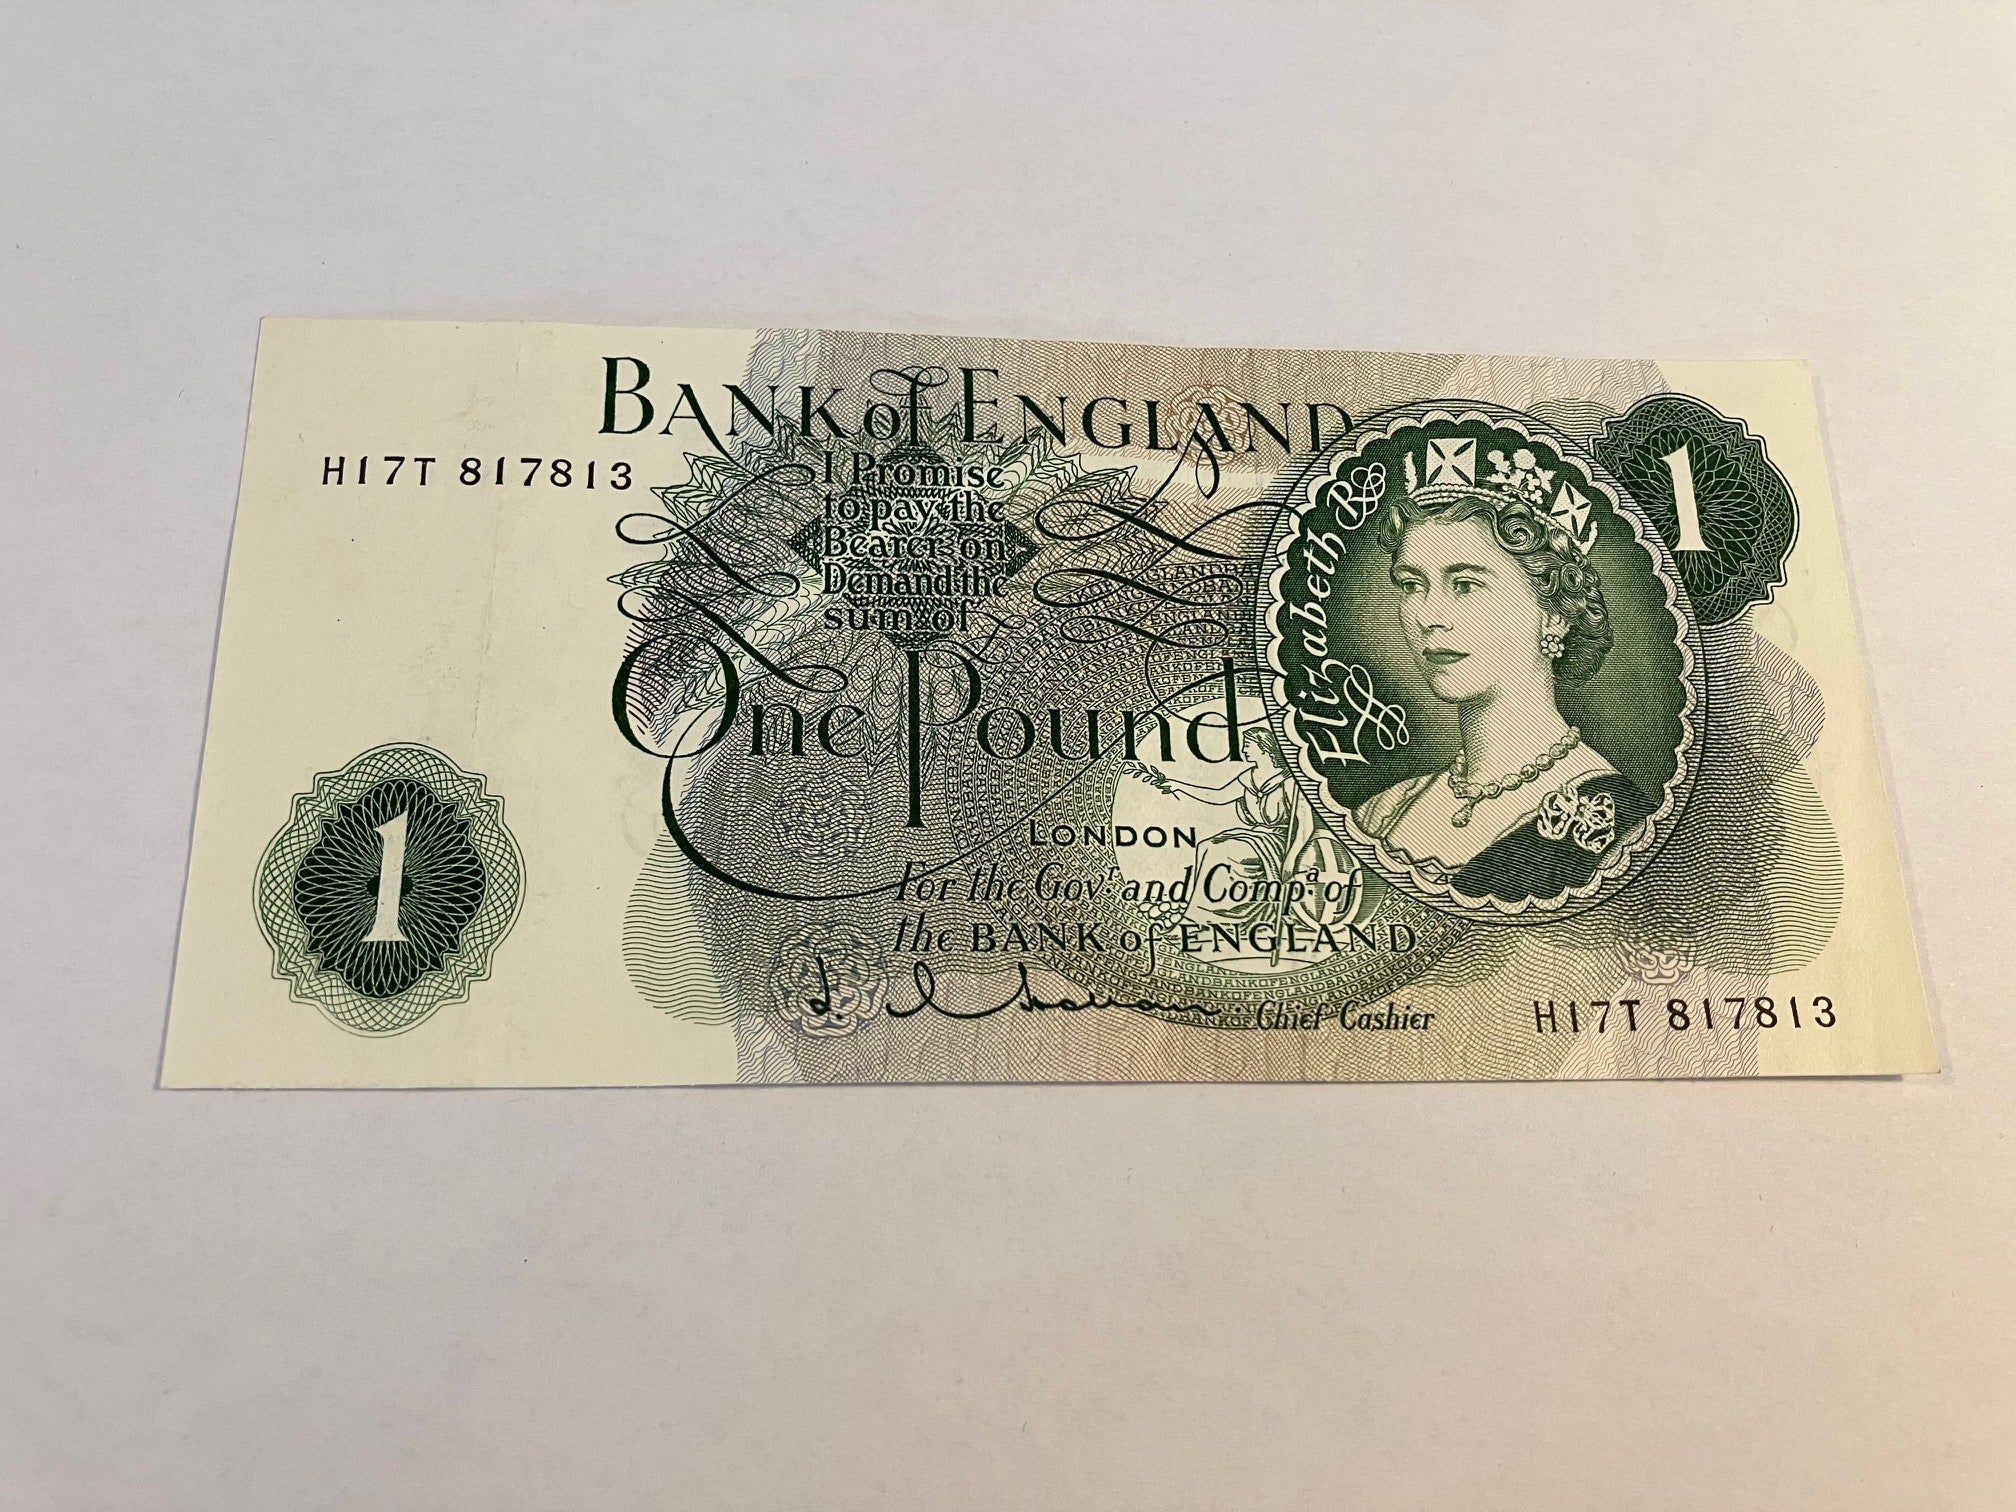 BANK of ENGLAND
H17T 817813
I Promise
to pay the
Bearer on
Demand the
sum of
One Pound
Elizabeth R
1
LONDON
For the Govr. and Compa. of
the BANK of ENGLAND
Chief Cashier
H17T 817813
1